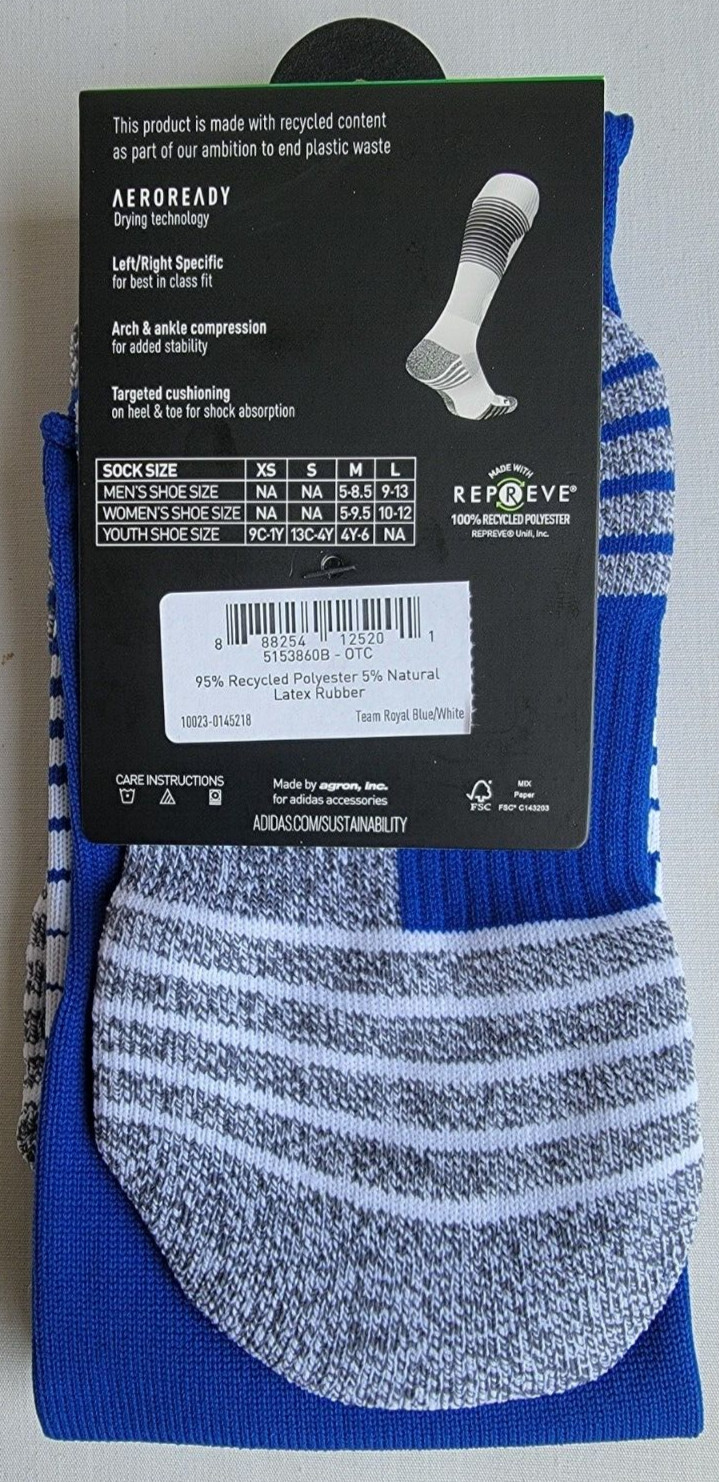 This product is made with recycled content
as part of our ambition to end plastic waste
AEROREADY
Drying technology
Left/Right Specific
for best in class fit
Arch & ankle compression
for added stability
Targeted cushioning
on heel & toe for shock absorption
SOCK SIZE XS S M L
MEN'S SHOE SIZE NA NA 5-8.5 9-13
WOMEN'S SHOE SIZE NA NA 5-9.5 10-12
YOUTH SHOE SIZE 9C-1Y 13C-4Y 4Y-6 NA
MADE WITH
REPREVE®
100% RECYCLED POLYESTER
REPREVE® Unifi, Inc.
8 88254 12520 1
5153860B - OTC
95% Recycled Polyester 5% Natural
Latex Rubber
10023-0145218 Team Royal Blue/White
CARE INSTRUCTIONS
Made by agron, inc.
for adidas accessories
ADIDAS.COM/SUSTAINABILITY
FSC
MIX
Paper
FSC® C143203